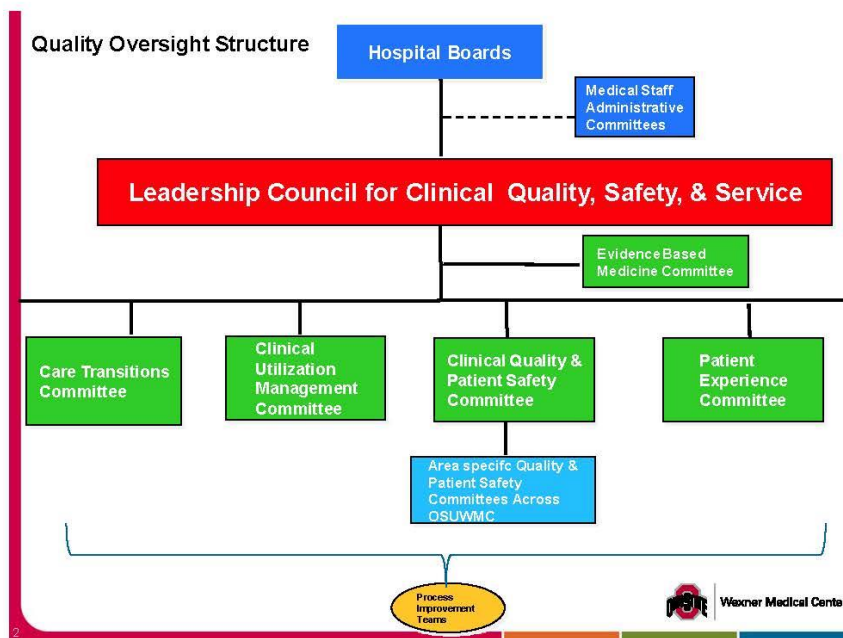 Quality Oversight Structure
Hospital Boards
Medical Staff
Administrative
Committees
Leadership Council for Clinical Quality, Safety, & Service
Evidence Based
Medicine Committee
Care Transitions
Committee
Clinical
Utilization
Management
Committee
Clinical Quality &
Patient Safety
Committee
Patient
Experience
Committee
Area specifc Quality &
Patient Safety
Committees Across
OSUWMC
Process
Improvement
Teams
Wexner Medical Cente
2